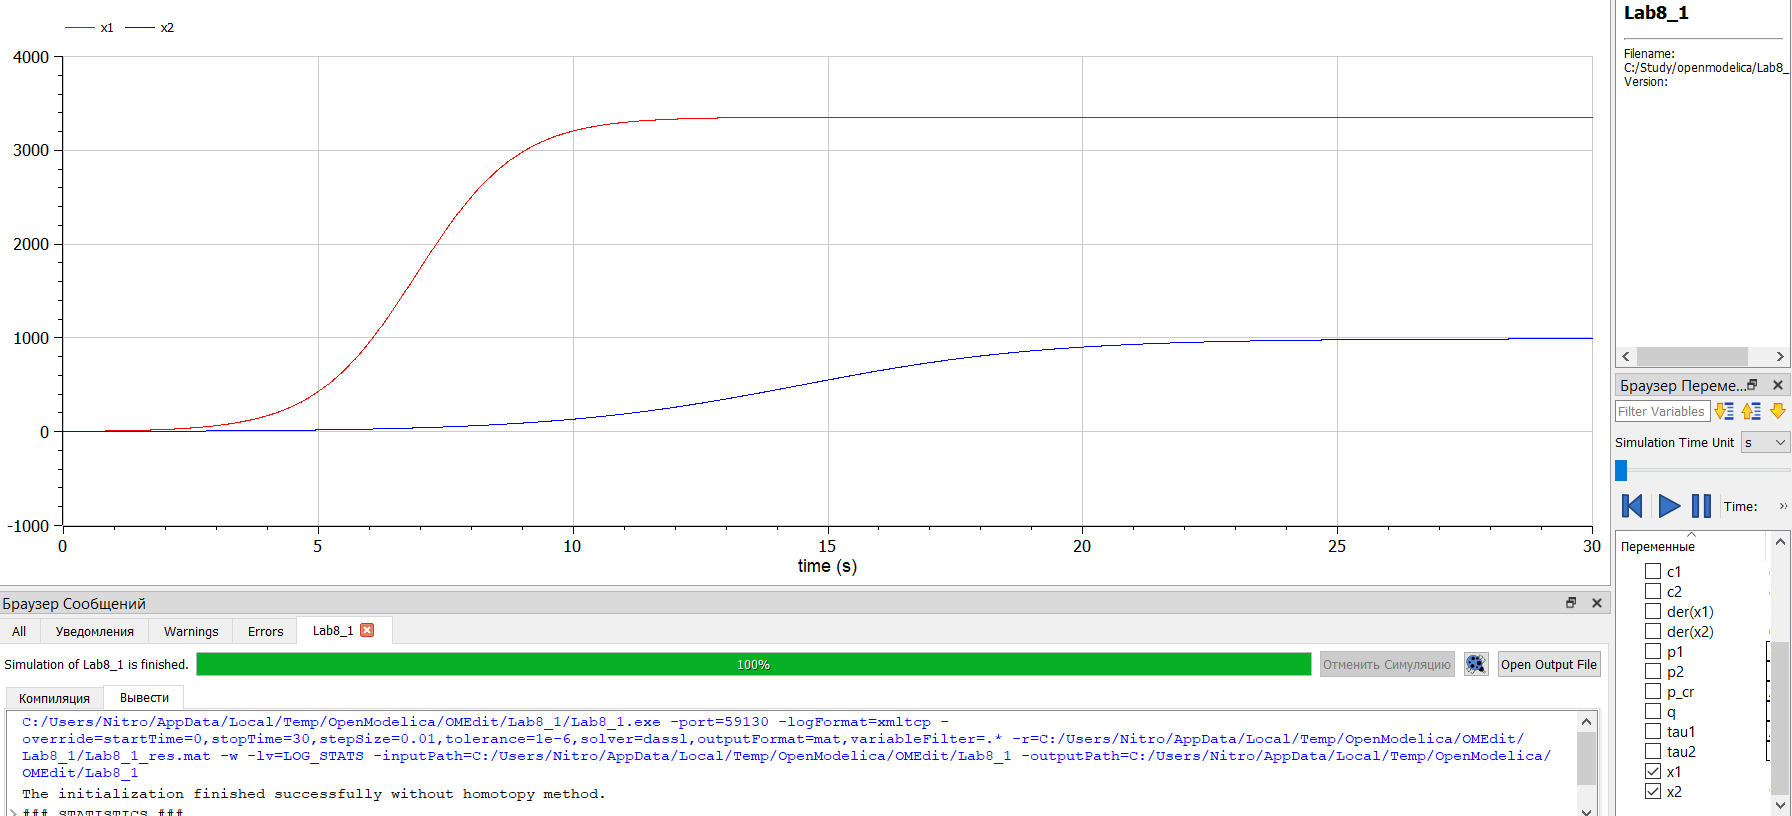 x1 x2
4000
3000
2000
1000
0
-1000
0 5 10 15 20 25 30
time (s)
Lab8_1
Filename:
C:/Study/openmodelica/Lab8_
Version:
Браузер Переме...
Filter Variables
Simulation Time Unit s
Time:
Переменные
c1
c2
der(x1)
der(x2)
p1
p2
p_cr
q
tau1
tau2
x1
x2
Браузер Сообщений
All Уведомления Warnings Errors Lab8_1
Simulation of Lab8_1 is finished. 100% Отменить Симуляцию Open Output File
Компиляция Вывести
C:/Users/Nitro/AppData/Local/Temp/OpenModelica/OMEdit/Lab8_1/Lab8_1.exe -port=59130 -logFormat=xmltcp -
override=startTime=0,stopTime=30,stepSize=0.01,tolerance=1e-6,solver=dassl,outputFormat=mat,variableFilter=.* -r=C:/Users/Nitro/AppData/Local/Temp/OpenModelica/OMEdit/
Lab8_1/Lab8_1_res.mat -w -lv=LOG_STATS -inputPath=C:/Users/Nitro/AppData/Local/Temp/OpenModelica/OMEdit/Lab8_1 -outputPath=C:/Users/Nitro/AppData/Local/Temp/OpenModelica/
OMEdit/Lab8_1
The initialization finished successfully without homotopy method.
### STATISTICS ###